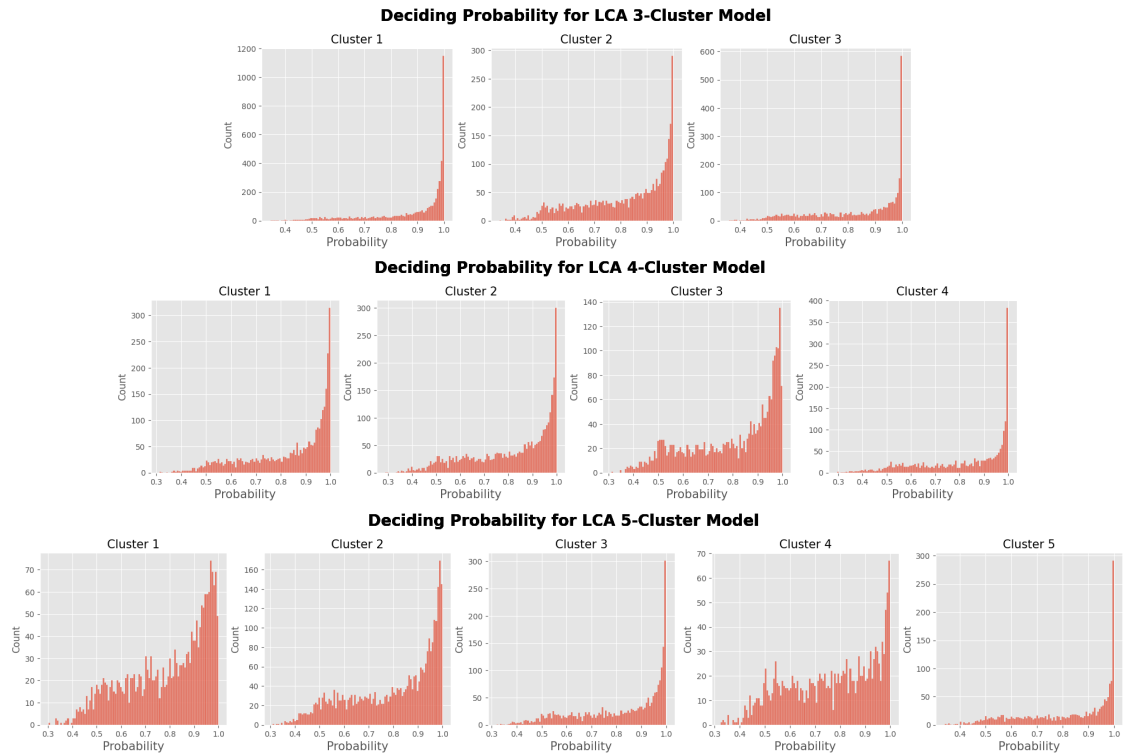 Deciding Probability for LCA 3-Cluster Model
Cluster 1
Cluster 2
Cluster 3
1200
1000
800
600
400
200
0
Count
0.4 0.5 0.6 0.7 0.8 0.9 1.0
Probability
300
250
200
150
100
50
0
Count
0.4 0.5 0.6 0.7 0.8 0.9 1.0
Probability
600
500
400
300
200
100
0
Count
0.4 0.5 0.6 0.7 0.8 0.9 1.0
Probability
Deciding Probability for LCA 4-Cluster Model
Cluster 1
Cluster 2
Cluster 3
Cluster 4
300
250
200
150
100
50
0
Count
0.3 0.4 0.5 0.6 0.7 0.8 0.9 1.0
Probability
300
250
200
150
100
50
0
Count
0.3 0.4 0.5 0.6 0.7 0.8 0.9 1.0
Probability
140
120
100
80
60
40
20
0
Count
0.3 0.4 0.5 0.6 0.7 0.8 0.9 1.0
Probability
400
350
300
250
200
150
100
50
0
Count
0.3 0.4 0.5 0.6 0.7 0.8 0.9 1.0
Probability
Deciding Probability for LCA 5-Cluster Model
Cluster 1
Cluster 2
Cluster 3
Cluster 4
Cluster 5
70
60
50
40
30
20
10
0
Count
0.3 0.4 0.5 0.6 0.7 0.8 0.9 1.0
Probability
160
140
120
100
80
60
40
20
0
Count
0.3 0.4 0.5 0.6 0.7 0.8 0.9 1.0
Probability
300
250
200
150
100
50
0
Count
0.3 0.4 0.5 0.6 0.7 0.8 0.9 1.0
Probability
70
60
50
40
30
20
10
0
Count
0.4 0.5 0.6 0.7 0.8 0.9 1.0
Probability
300
250
200
150
100
50
0
Count
0.4 0.5 0.6 0.7 0.8 0.9 1.0
Probability